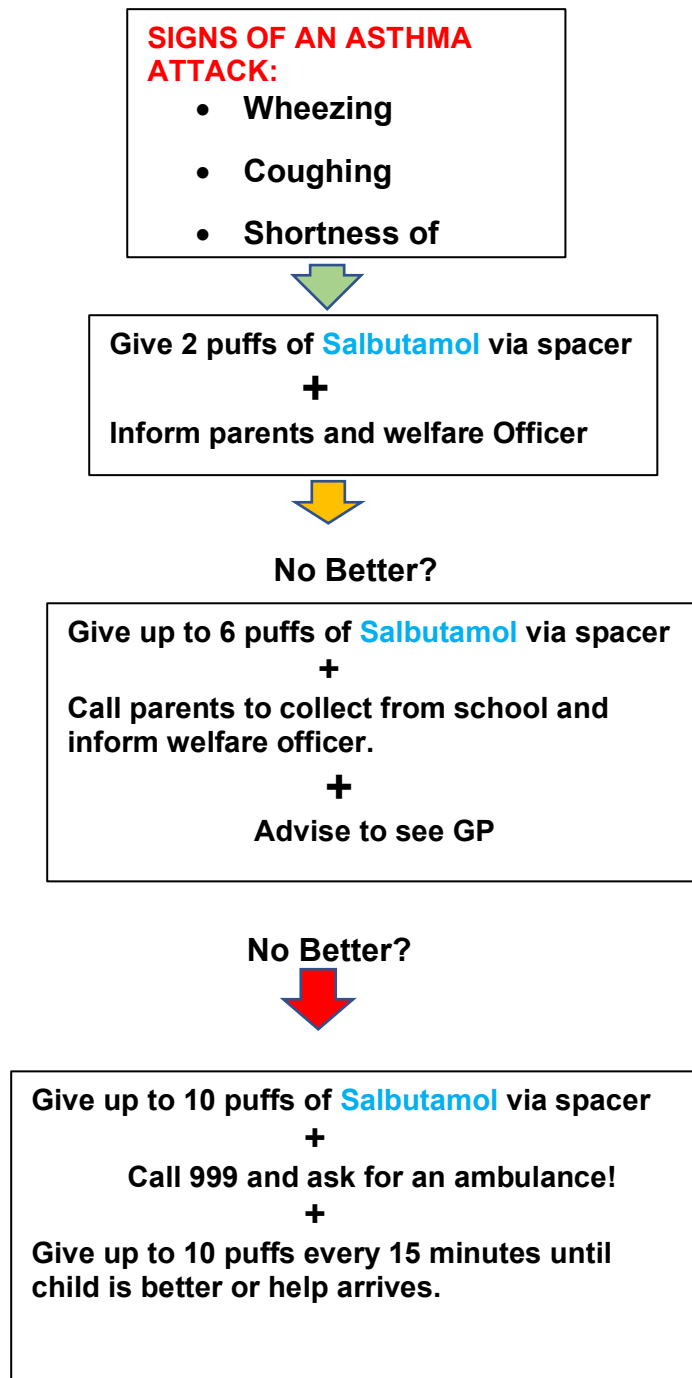 SIGNS OF AN ASTHMA
ATTACK:
• Wheezing
• Coughing
• Shortness of
Give 2 puffs of Salbutamol via spacer
+
Inform parents and welfare Officer
No Better?
Give up to 6 puffs of Salbutamol via spacer
+
Call parents to collect from school and
inform welfare officer.
+
Advise to see GP
No Better?
Give up to 10 puffs of Salbutamol via spacer
+
Call 999 and ask for an ambulance!
+
Give up to 10 puffs every 15 minutes until
child is better or help arrives.